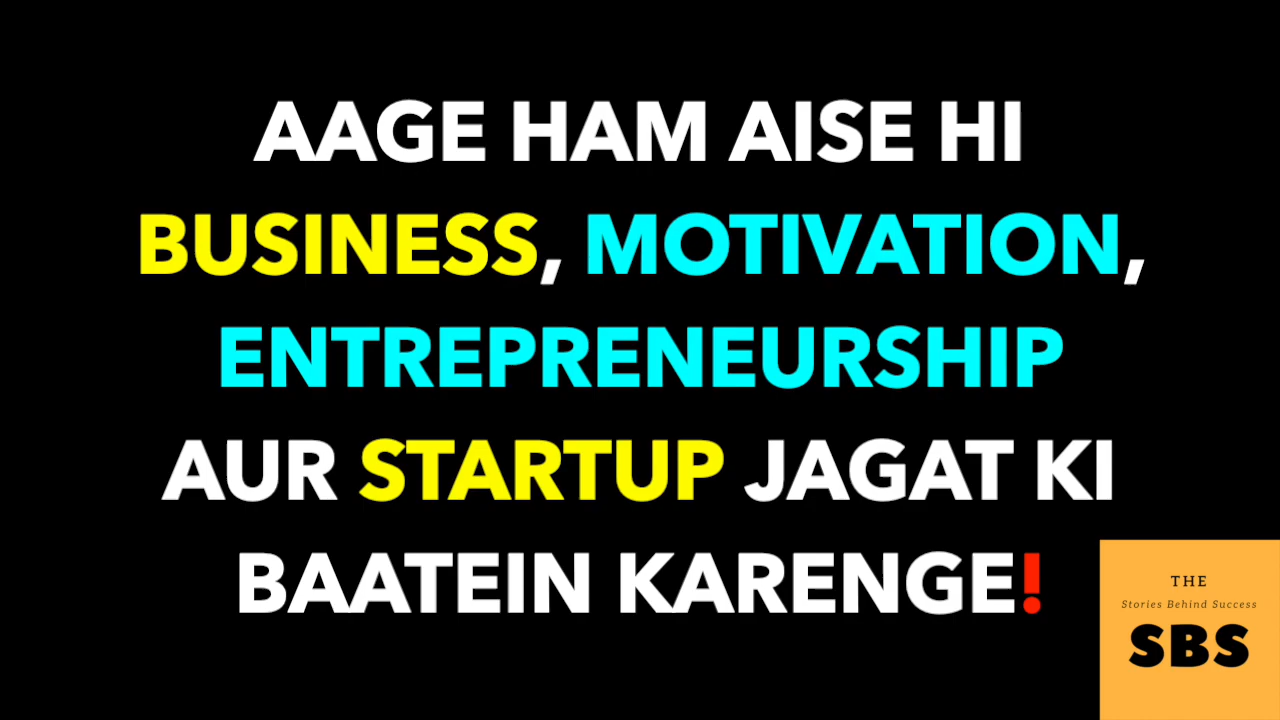 AAGE HAM AISE HI
BUSINESS, MOTIVATION,
ENTREPRENEURSHIP
AUR STARTUP JAGAT KI
BAATEIN KARENGE!
THE
Stories Behind Success
SBS